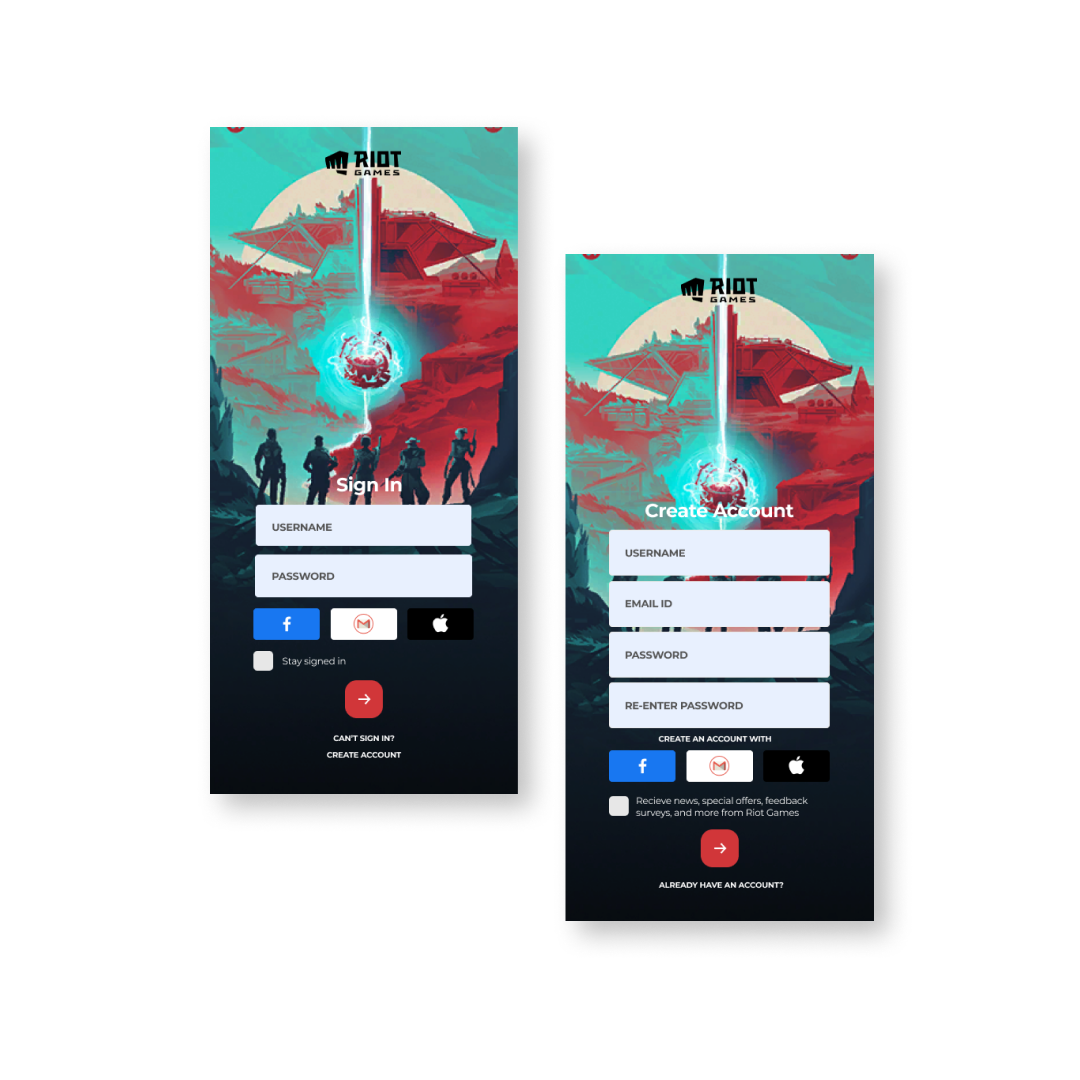 RIOT
GAMES
Sign In
USERNAME
PASSWORD
Stay signed in
CAN'T SIGN IN?
CREATE ACCOUNT
RIOT
GAMES
Create Account
USERNAME
EMAIL ID
PASSWORD
RE-ENTER PASSWORD
CREATE AN ACCOUNT WITH
Recieve news, special offers, feedback
surveys, and more from Riot Games
ALREADY HAVE AN ACCOUNT?